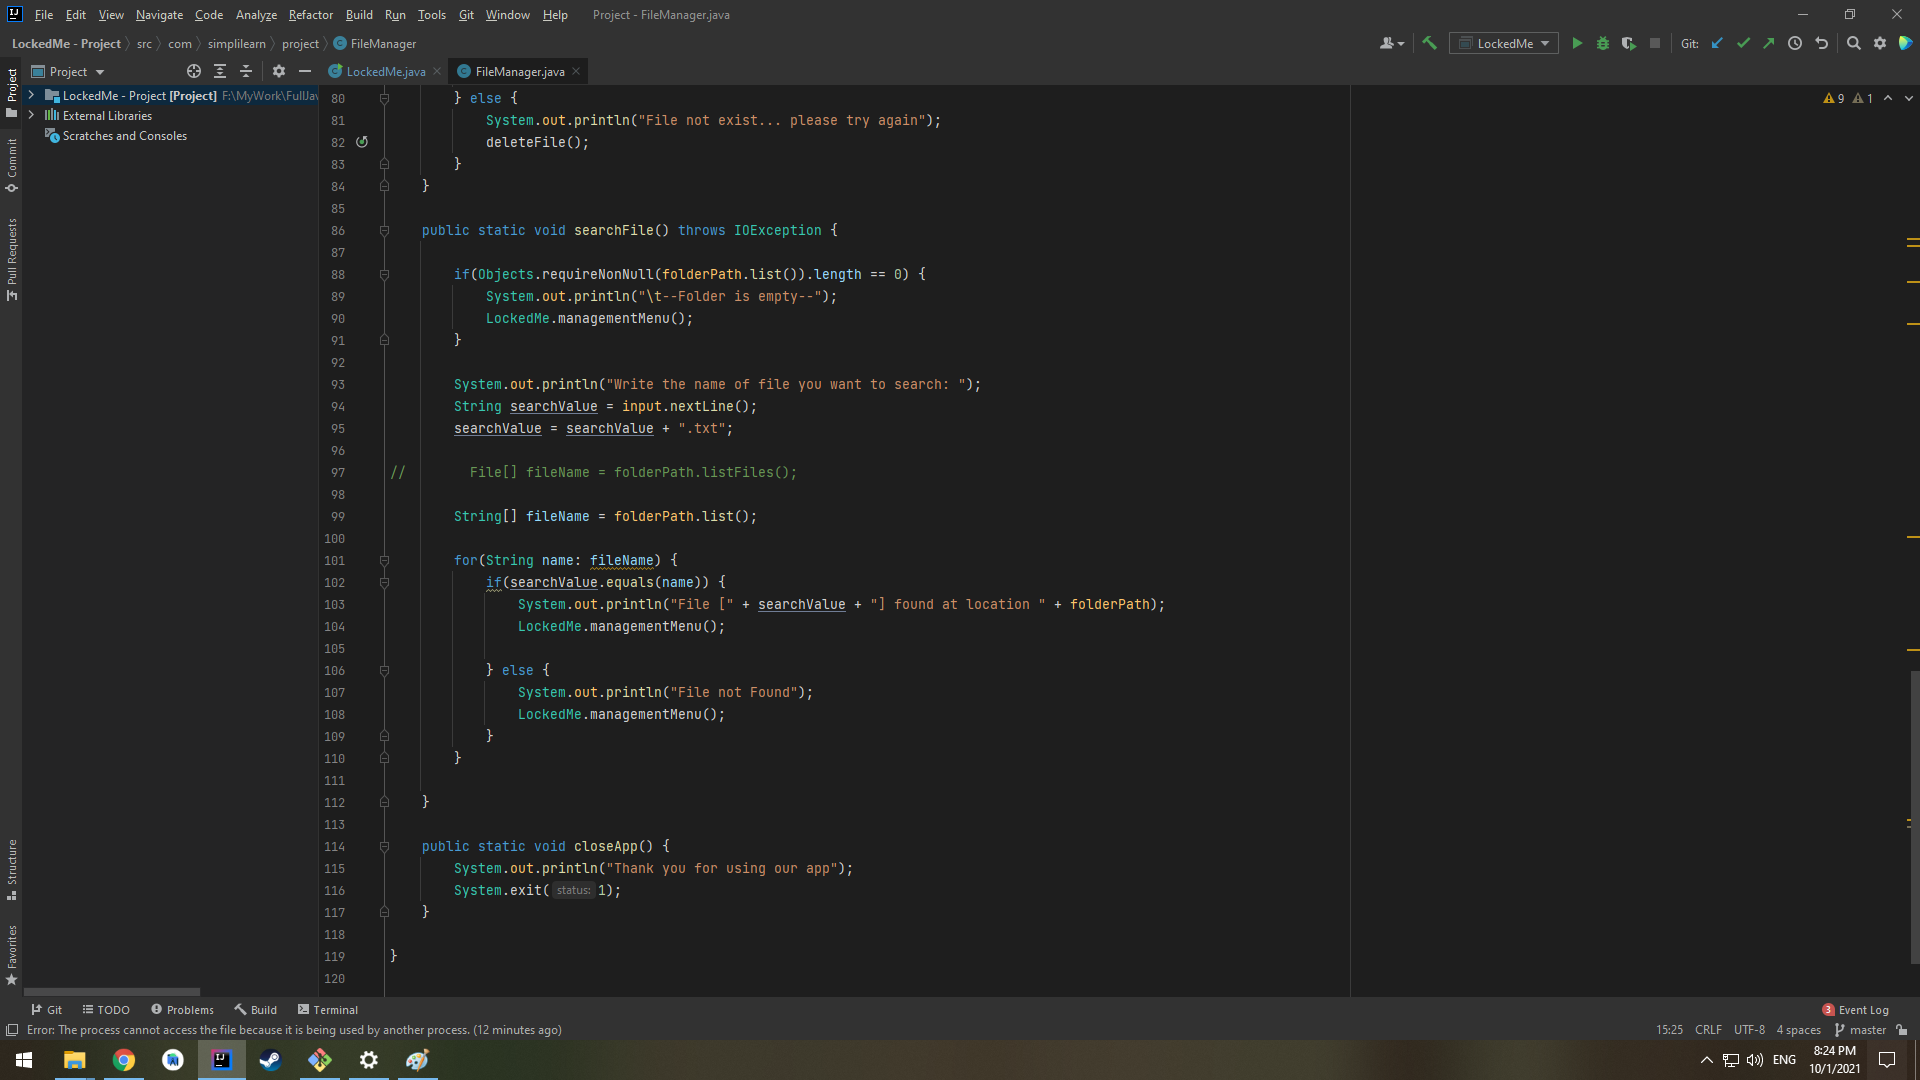 File Edit View Navigate Code Analyze Refactor Build Run Tools Git Window Help Project - FileManager.java
LockedMe - Project src com simplilearn project FileManager LockedMe Git:
Project LockedMe.java FileManager.java
LockedMe - Project [Project] F:\MyWork\FullJav
External Libraries
Scratches and Consoles
Project
Commit
Pull Requests
Structure
Favorites
9 1
80 } else {
81 System.out.println("File not exist... please try again");
82 deleteFile();
83 }
84 }
85
86 public static void searchFile() throws IOException {
87
88 if(Objects.requireNonNull(folderPath.list()).length == 0) {
89 System.out.println("\t--Folder is empty--");
90 LockedMe.managementMenu();
91 }
92
93 System.out.println("Write the name of file you want to search: ");
94 String searchValue = input.nextLine();
95 searchValue = searchValue + ".txt";
96
97 // File[] fileName = folderPath.listFiles();
98
99 String[] fileName = folderPath.list();
100
101 for(String name: fileName) {
102 if(searchValue.equals(name)) {
103 System.out.println("File [" + searchValue + "] found at location " + folderPath);
104 LockedMe.managementMenu();
105
106 } else {
107 System.out.println("File not Found");
108 LockedMe.managementMenu();
109 }
110 }
111
112 }
113
114 public static void closeApp() {
115 System.out.println("Thank you for using our app");
116 System.exit( status: 1);
117 }
118
119 }
120
Git TODO Problems Build Terminal 3 Event Log
Error: The process cannot access the file because it is being used by another process. (12 minutes ago) 15:25 CRLF UTF-8 4 spaces master
ENG 8:24 PM
10/1/2021